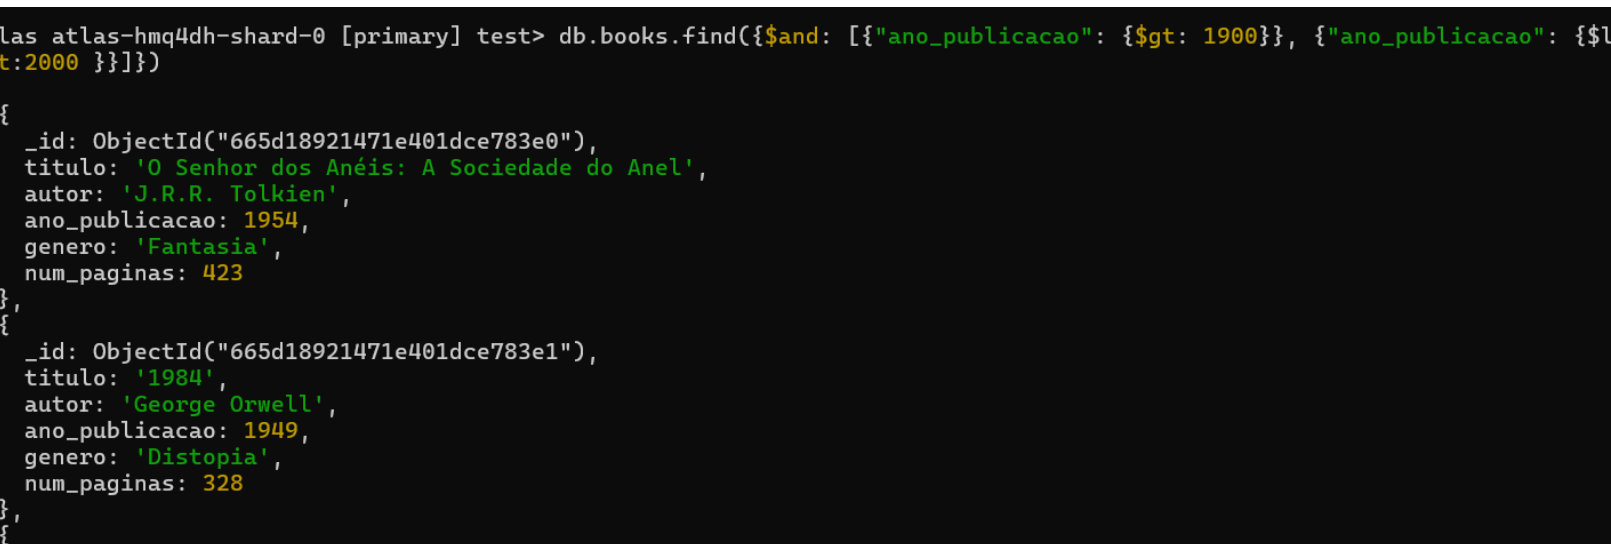 las atlas-hmq4dh-shard-0 [primary] test> db.books.find({$and: [{"ano_publicacao": {$gt: 1900}}, {"ano_publicacao": {$l
t:2000 }}]})
{
_id: ObjectId("665d18921471e401dce783e0"),
titulo: 'O Senhor dos Anéis: A Sociedade do Anel',
autor: 'J.R.R. Tolkien',
ano_publicacao: 1954,
genero: 'Fantasia',
num_paginas: 423
},
{
_id: ObjectId("665d18921471e401dce783e1"),
titulo: '1984',
autor: 'George Orwell',
ano_publicacao: 1949,
genero: 'Distopia',
num_paginas: 328
},
{